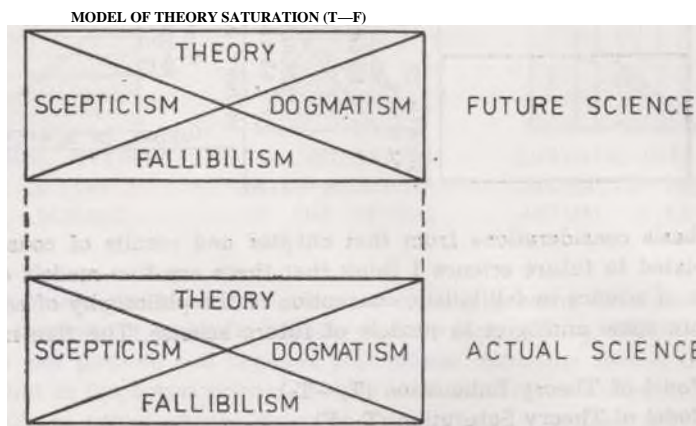 MODEL OF THEORY SATURATION (T—F)
THEORY
SCEPTICISM DOGMATISM FUTURE SCIENCE
FALLIBILISM
THEORY
SCEPTICISM DOGMATISM ACTUAL SCIENCE
FALLIBILISM